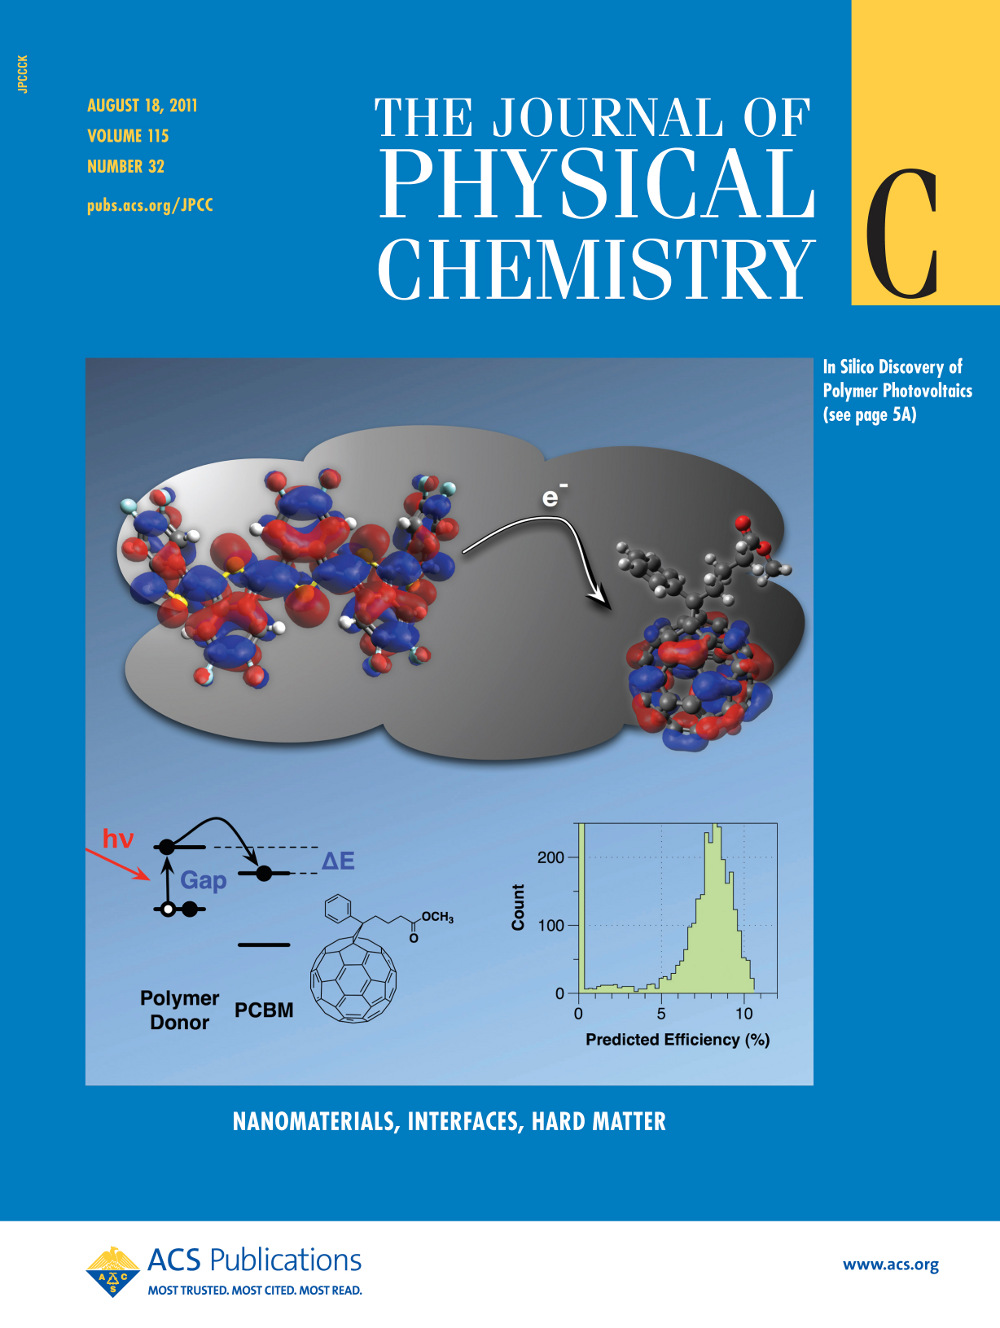 JPCCCK
AUGUST 18, 2011
VOLUME 115
NUMBER 32
pubs.acs.org/JPCC
THE JOURNAL OF
PHYSICAL
CHEMISTRY
C
In Silico Discovery of
Polymer Photovoltaics
(see page 5A)
e-
hν
Gap
ΔE
Polymer
Donor
PCBM
OCH3
O
Count
200
100
0
0
5
10
Predicted Efficiency (%)
NANOMATERIALS, INTERFACES, HARD MATTER
A C S
ACS Publications
MOST TRUSTED. MOST CITED. MOST READ.
www.acs.org